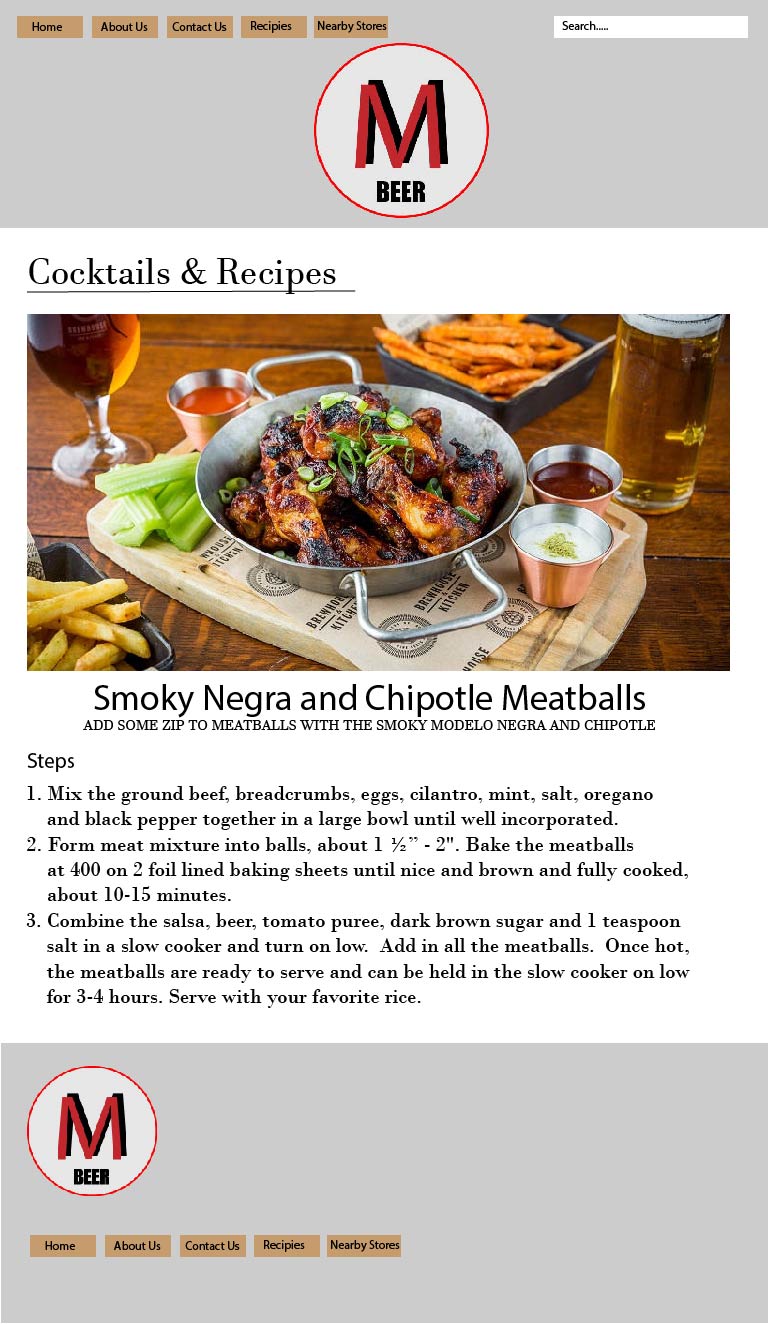 Home About Us Contact Us Recipies Nearby Stores Search.....
M
BEER
Cocktails & Recipes
BREWHOUSE
& KITCHEN
BREWHOUSE
& KITCHEN
Smoky Negra and Chipotle Meatballs
ADD SOME ZIP TO MEATBALLS WITH THE SMOKY MODELO NEGRA AND CHIPOTLE
Steps
1. Mix the ground beef, breadcrumbs, eggs, cilantro, mint, salt, oregano
and black pepper together in a large bowl until well incorporated.
2. Form meat mixture into balls, about 1 ½” - 2". Bake the meatballs
at 400 on 2 foil lined baking sheets until nice and brown and fully cooked,
about 10-15 minutes.
3. Combine the salsa, beer, tomato puree, dark brown sugar and 1 teaspoon
salt in a slow cooker and turn on low.  Add in all the meatballs.  Once hot,
the meatballs are ready to serve and can be held in the slow cooker on low
for 3-4 hours. Serve with your favorite rice.
M
BEER
Home About Us Contact Us Recipies Nearby Stores